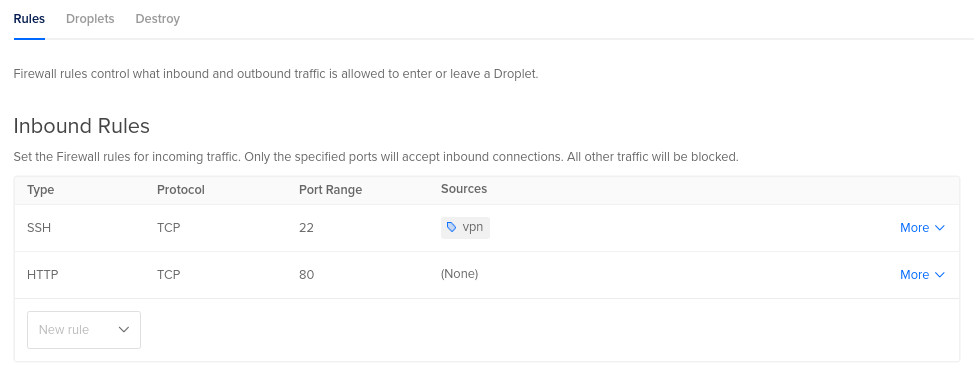 Rules Droplets Destroy
Firewall rules control what inbound and outbound traffic is allowed to enter or leave a Droplet.
Inbound Rules
Set the Firewall rules for incoming traffic. Only the specified ports will accept inbound connections. All other traffic will be blocked.
Type Protocol Port Range Sources
SSH TCP 22 vpn More
HTTP TCP 80 (None) More
New rule